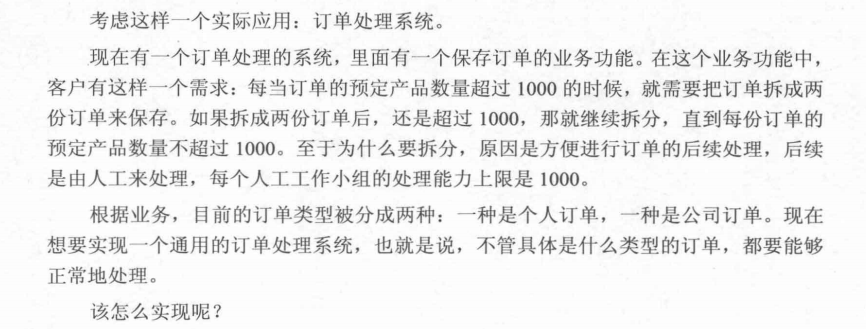 考虑这样一个实际应用：订单处理系统。
现在有一个订单处理的系统，里面有一个保存订单的业务功能。在这个业务功能中，
客户有这样一个需求：每当订单的预定产品数量超过 1000 的时候，就需要把订单拆成两
份订单来保存。如果拆成两份订单后，还是超过 1000，那就继续拆分，直到每份订单的
预定产品数量不超过 1000。至于为什么要拆分，原因是方便进行订单的后续处理，后续
是由人工来处理，每个人工工作小组的处理能力上限是 1000。
根据业务，目前的订单类型被分成两种：一种是个人订单，一种是公司订单。现在
想要实现一个通用的订单处理系统，也就是说，不管具体是什么类型的订单，都要能够
正常地处理。
该怎么实现呢？